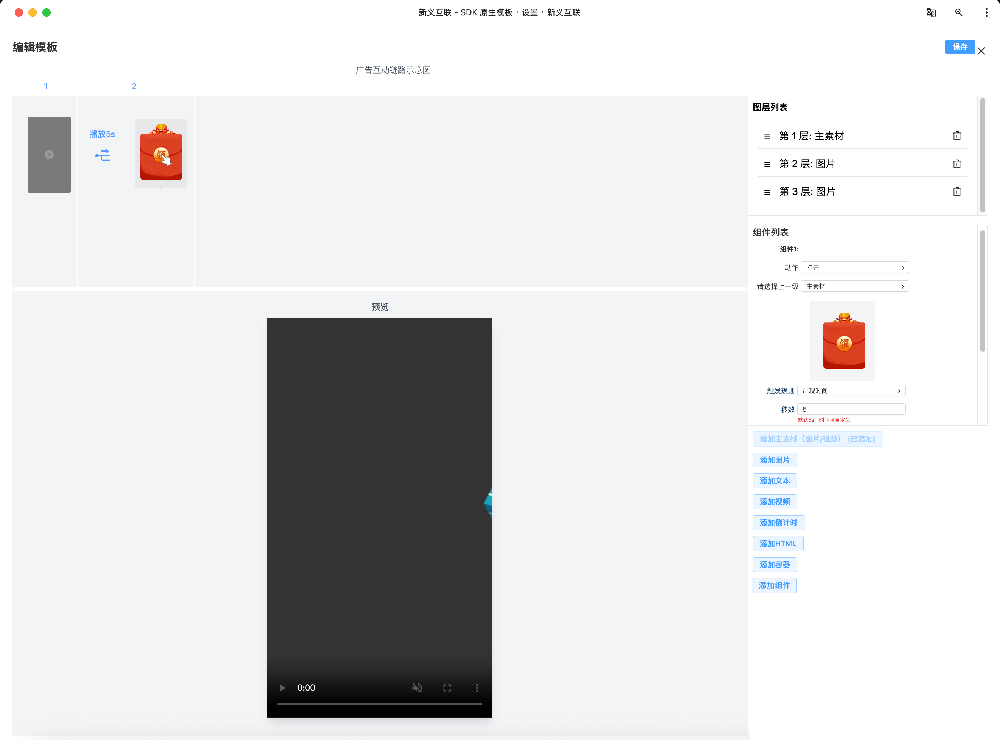 新义互联 - SDK 原生模板 · 设置 · 新义互联
编辑模板
保存
广告互动链路示意图
1
2
播放5s
领
图层列表
第 1 层: 主素材
第 2 层: 图片
第 3 层: 图片
组件列表
组件1:
动作 打开
请选择上一级 主素材
领
触发规则 出现时间
秒数 5
默认5s，时间可自定义
添加主素材（图片/视频） (已添加)
添加图片
添加文本
添加视频
添加倒计时
添加HTML
添加容器
添加组件
预览
0:00